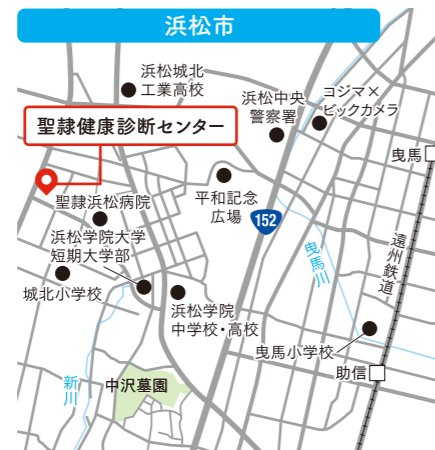 浜松市
浜松城北
工業高校
浜松中央
警察署
コジマ×
ビックカメラ
聖隷健康診断センター
曳馬
聖隷浜松病院
平和記念
広場
152
浜松学院大学
短期大学部
曳馬川
遠州鉄道
城北小学校
浜松学院
中学校・高校
曳馬小学校
助信
新川
中沢墓園